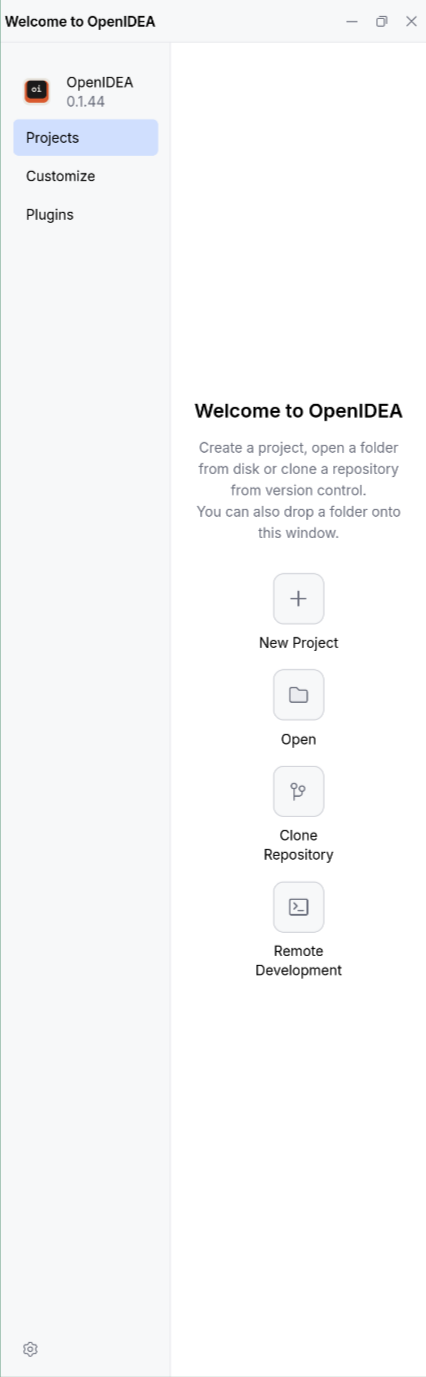 Welcome to OpenIDEA
oi
OpenIDEA
0.1.44
Projects
Customize
Plugins
Welcome to OpenIDEA
Create a project, open a folder
from disk or clone a repository
from version control.
You can also drop a folder onto
this window.
New Project
Open
Clone
Repository
Remote
Development